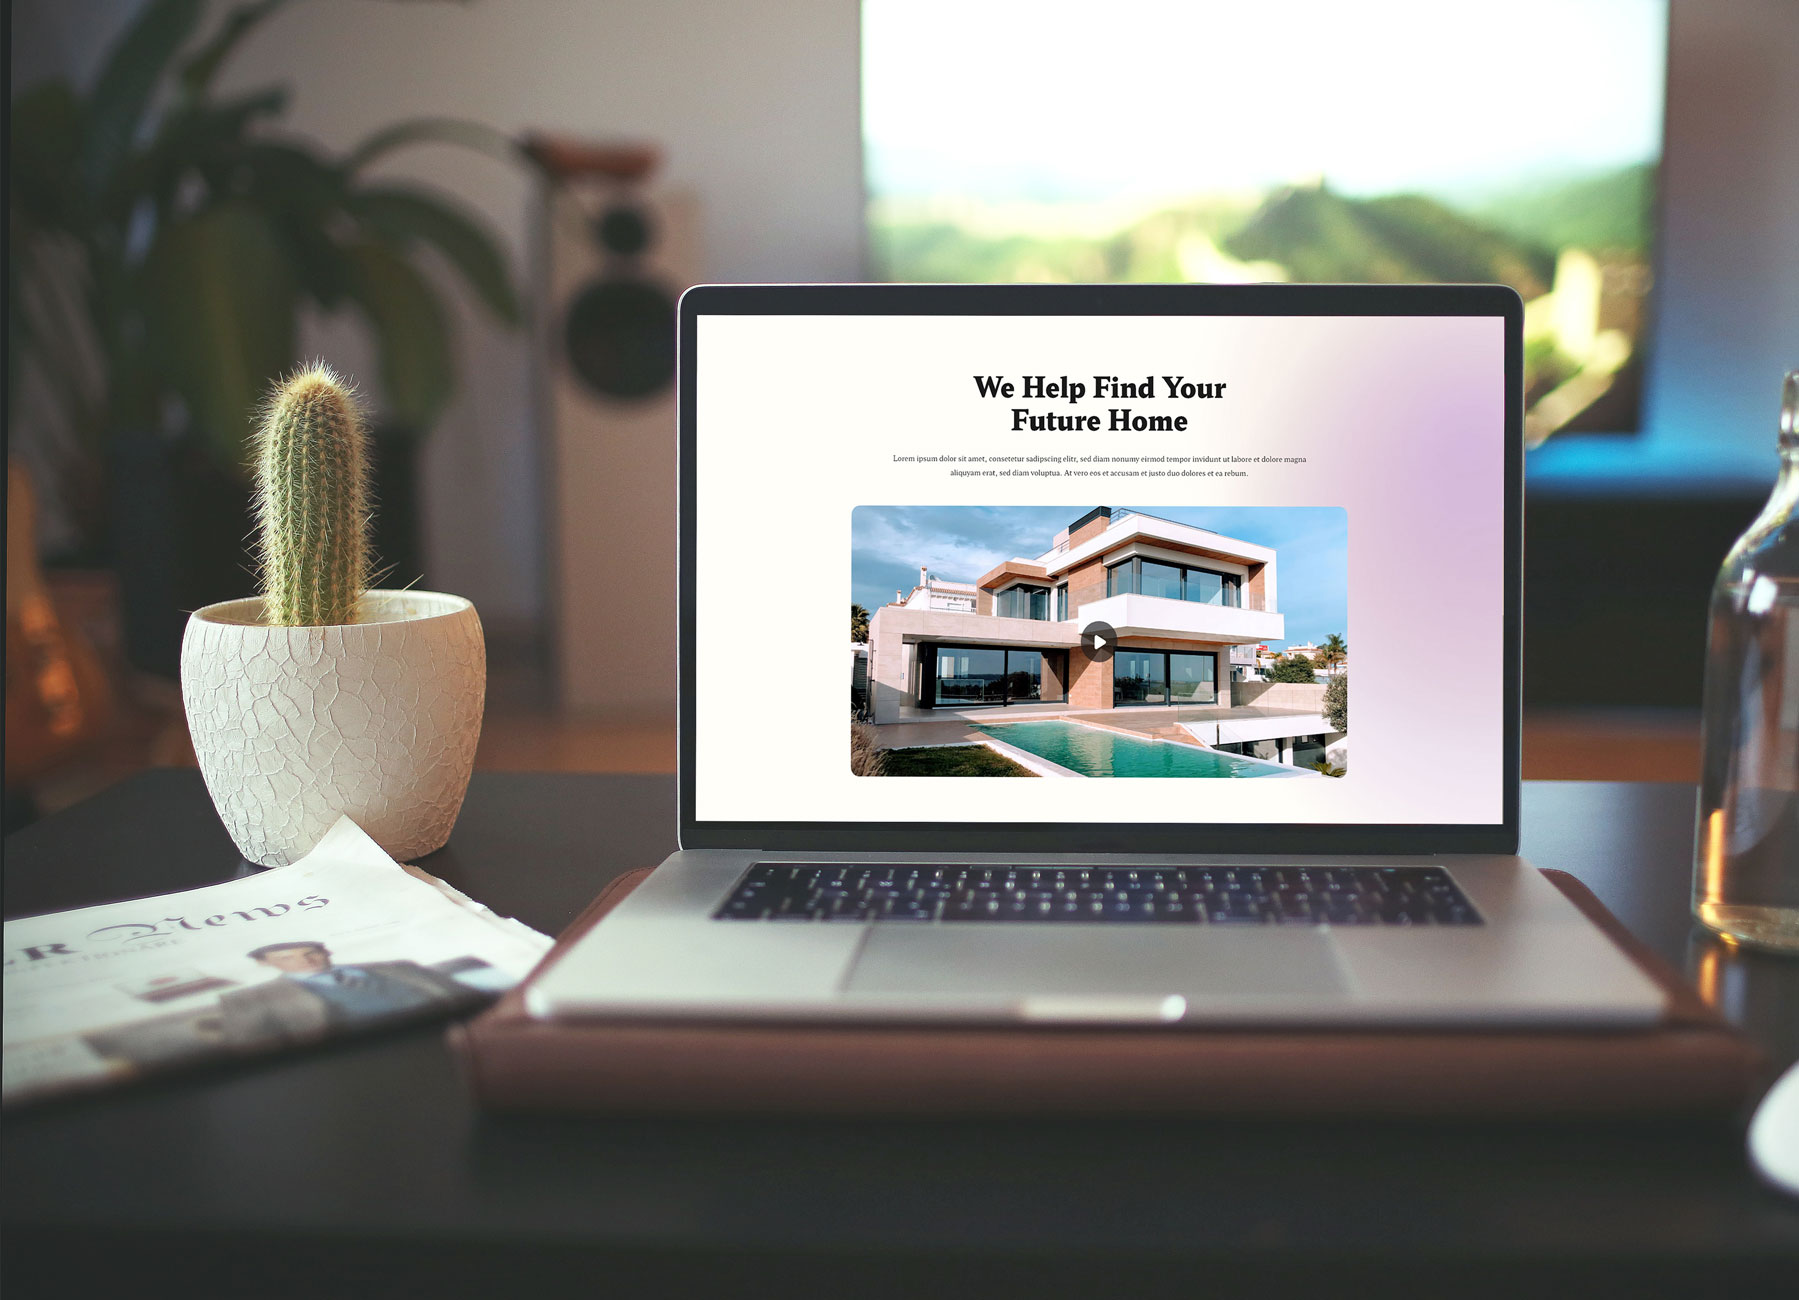 We Help Find Your
Future Home
Lorem ipsum dolor sit amet, consetetur sadipscing elitr, sed diam nonumy eirmod tempor invidunt ut labore et dolore magna
aliquyam erat, sed diam voluptua. At vero eos et accusam et justo duo dolores et ea rebum.
News